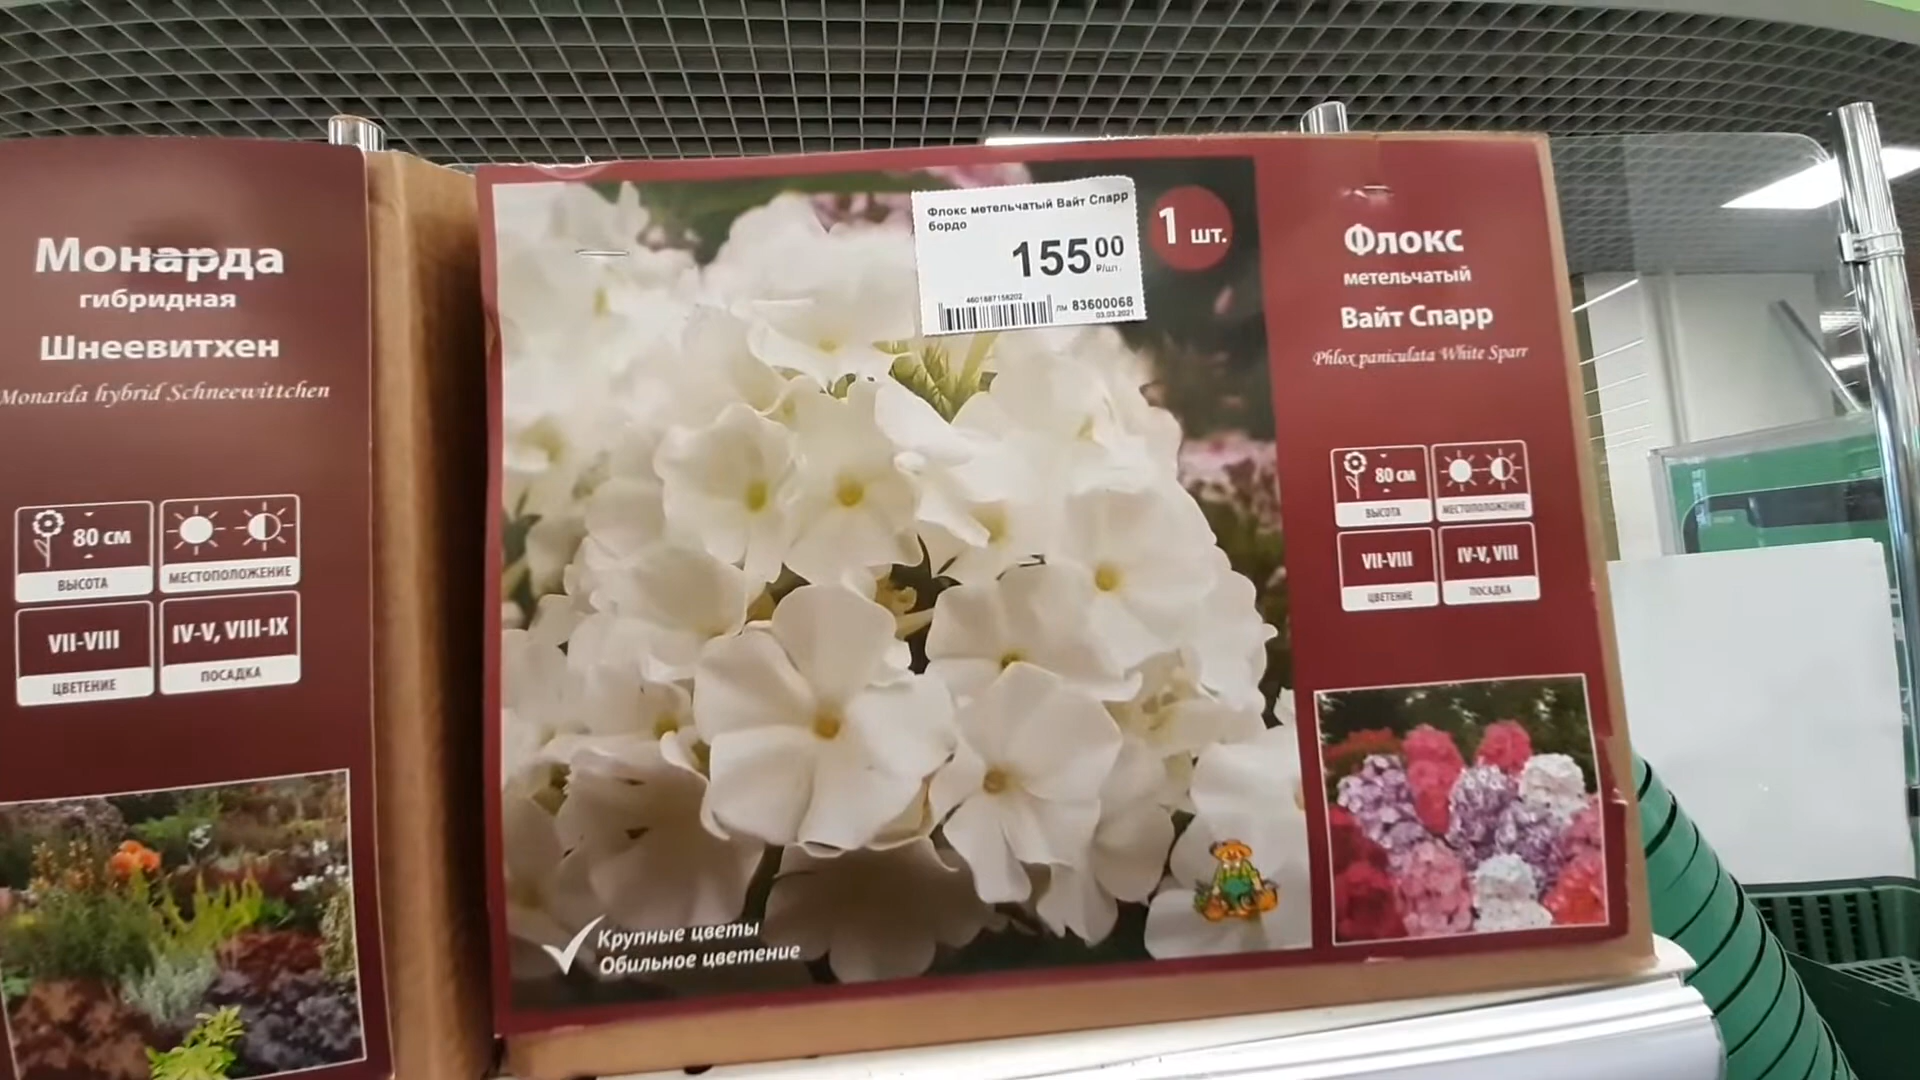 Монарда
гибридная
Шнеевитхен
Monarda hybrid Schneewittchen
80 см
ВЫСОТА
МЕСТОПОЛОЖЕНИЕ
VII-VIII
ЦВЕТЕНИЕ
IV-V, VIII-IX
ПОСАДКА
Флокс метельчатый Вайт Спарр
бордо
155 00
₽/шт.
4601887158202
ЛМ 83600068
03.03.2021
1 шт.
Крупные цветы
Обильное цветение
Флокс
метельчатый
Вайт Спарр
Phlox paniculata White Sparr
80 см
ВЫСОТА
МЕСТОПОЛОЖЕНИЕ
VII-VIII
ЦВЕТЕНИЕ
IV-V, VIII
ПОСАДКА